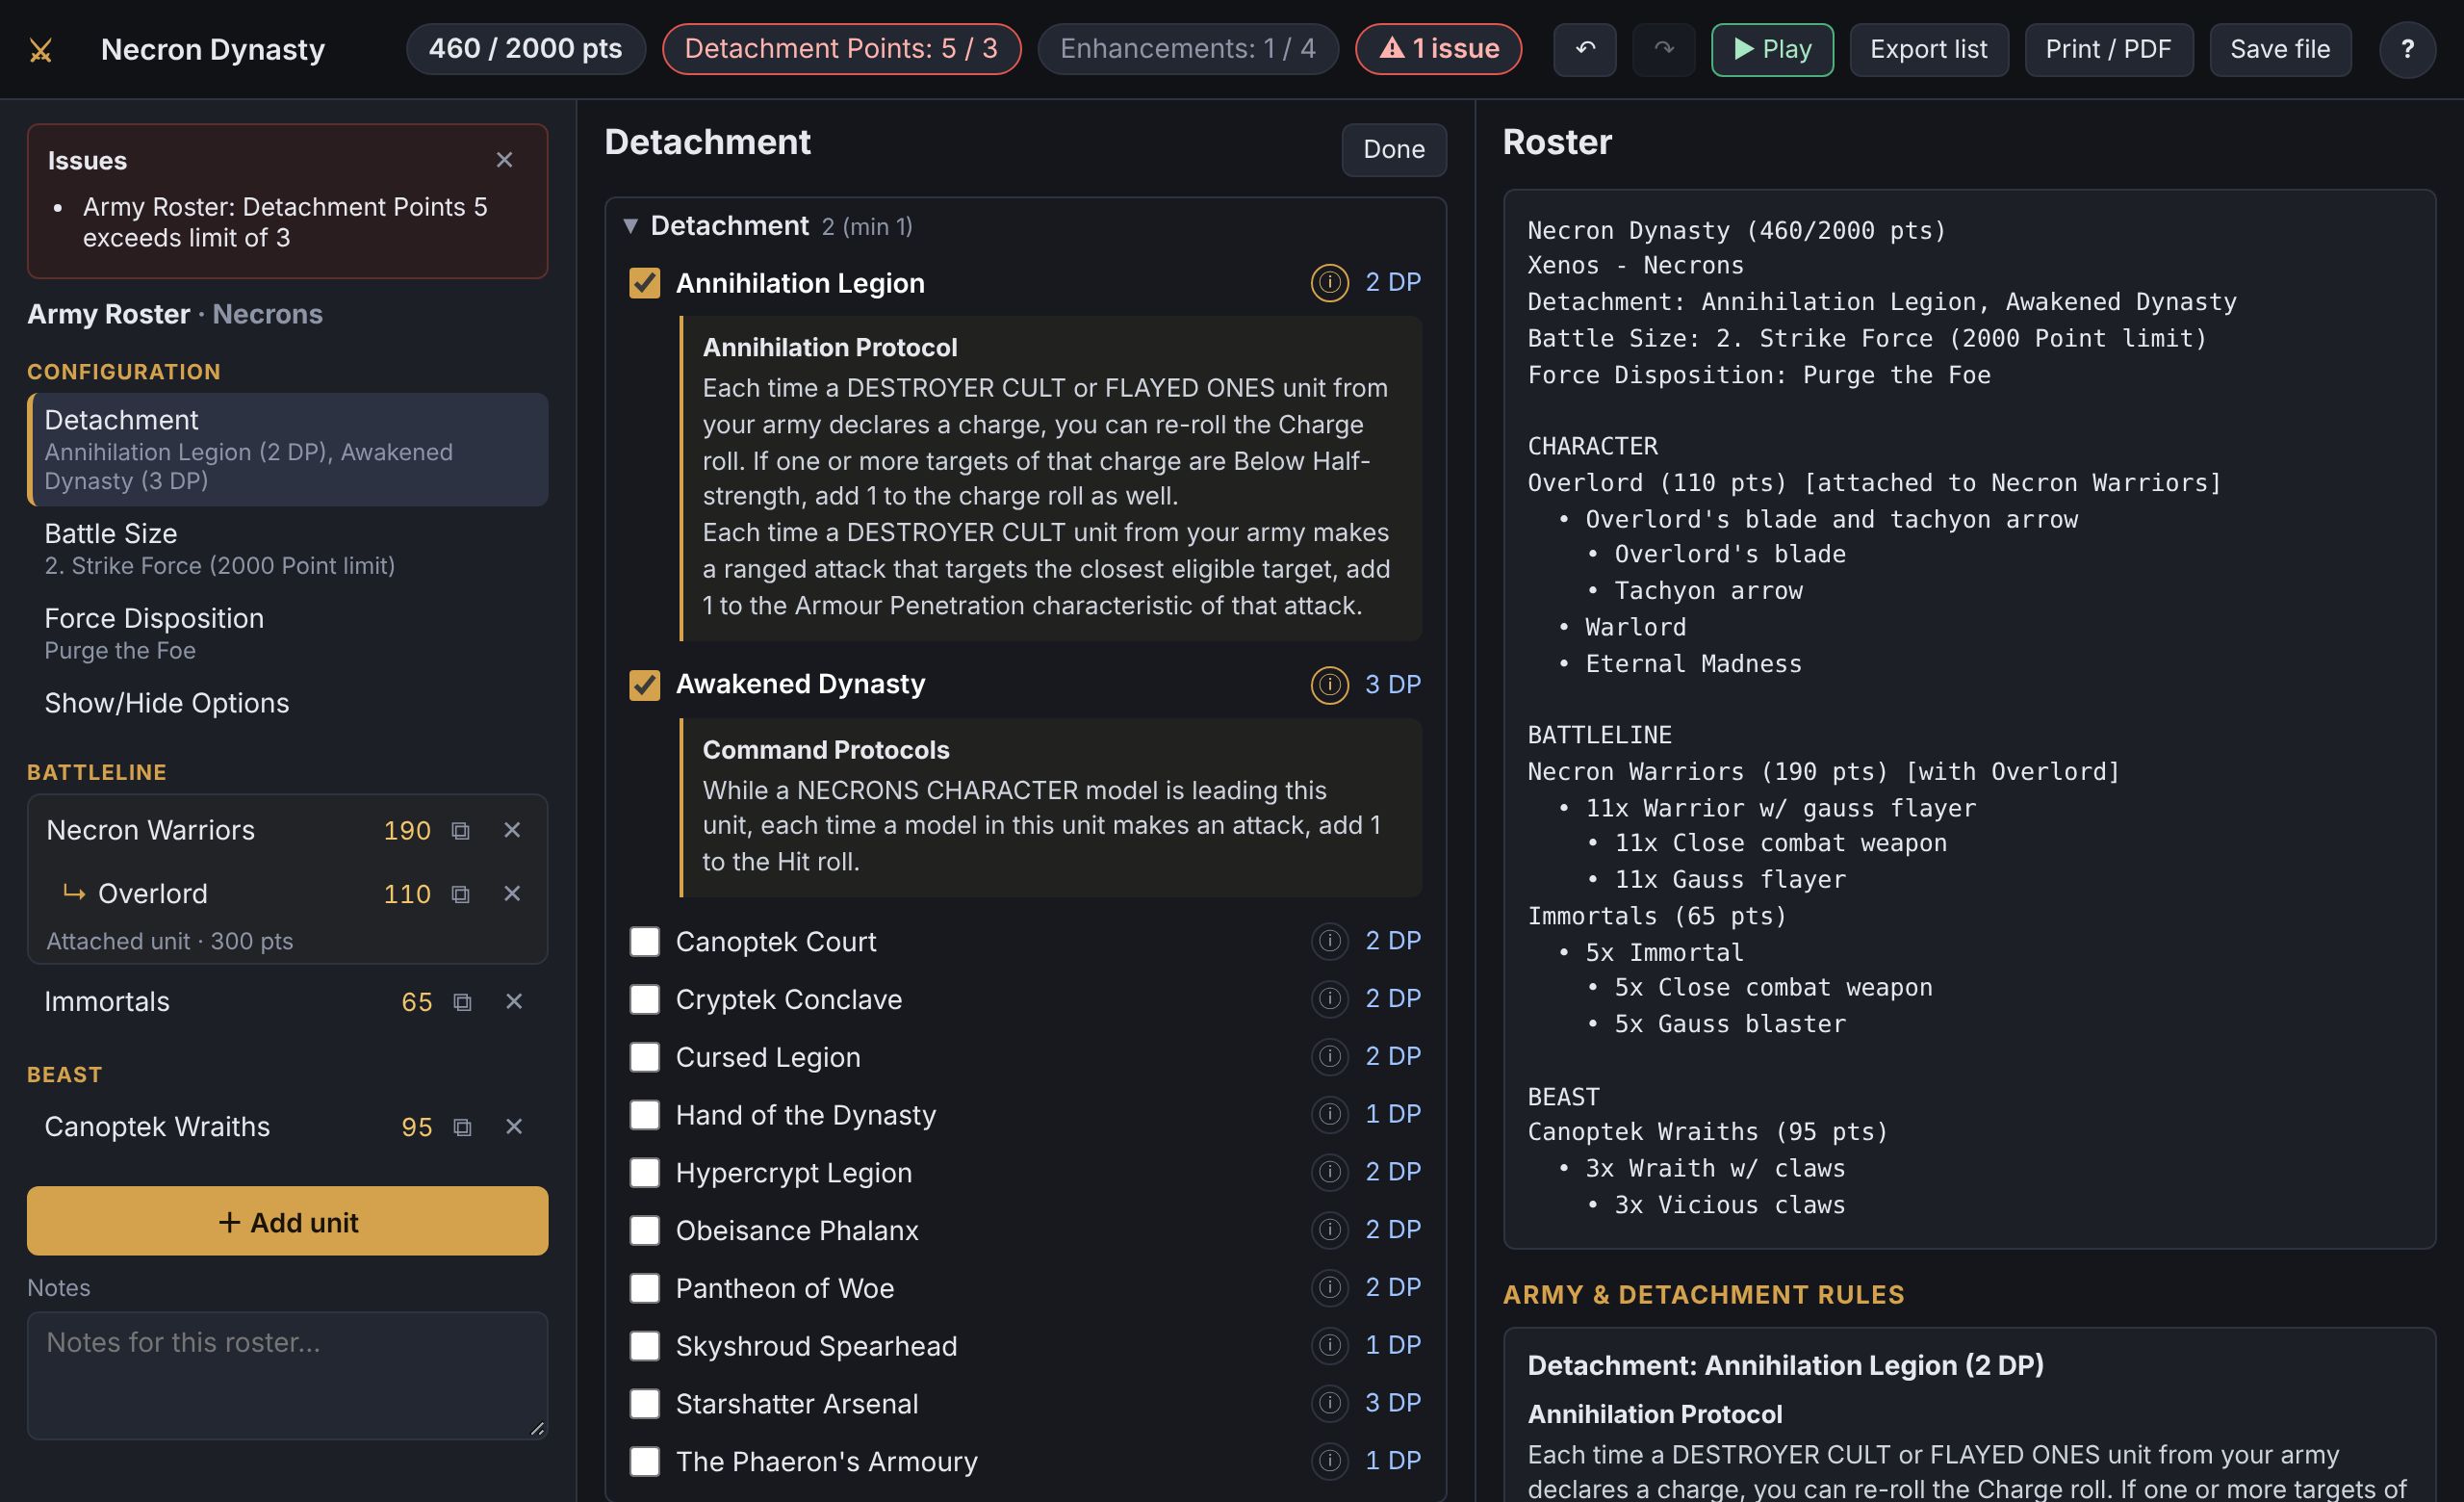 Necron Dynasty
460 / 2000 pts
Detachment Points: 5 / 3
Enhancements: 1 / 4
⚠ 1 issue
↶
↷
▶ Play
Export list
Print / PDF
Save file
?
Issues
✕
• Army Roster: Detachment Points 5
exceeds limit of 3
Army Roster · Necrons
CONFIGURATION
Detachment
Annihilation Legion (2 DP), Awakened
Dynasty (3 DP)
Battle Size
2. Strike Force (2000 Point limit)
Force Disposition
Purge the Foe
Show/Hide Options
BATTLELINE
Necron Warriors 190 ⧉ ✕
↳ Overlord 110 ⧉ ✕
Attached unit · 300 pts
Immortals 65 ⧉ ✕
BEAST
Canoptek Wraiths 95 ⧉ ✕
+ Add unit
Notes
Notes for this roster...
Detachment
Done
▼ Detachment 2 (min 1)
Annihilation Legion ⓘ 2 DP
Annihilation Protocol
Each time a DESTROYER CULT or FLAYED ONES unit from
your army declares a charge, you can re-roll the Charge
roll. If one or more targets of that charge are Below Half-
strength, add 1 to the charge roll as well.
Each time a DESTROYER CULT unit from your army makes
a ranged attack that targets the closest eligible target, add
1 to the Armour Penetration characteristic of that attack.
Awakened Dynasty ⓘ 3 DP
Command Protocols
While a NECRONS CHARACTER model is leading this
unit, each time a model in this unit makes an attack, add 1
to the Hit roll.
Canoptek Court ⓘ 2 DP
Cryptek Conclave ⓘ 2 DP
Cursed Legion ⓘ 2 DP
Hand of the Dynasty ⓘ 1 DP
Hypercrypt Legion ⓘ 2 DP
Obeisance Phalanx ⓘ 2 DP
Pantheon of Woe ⓘ 2 DP
Skyshroud Spearhead ⓘ 1 DP
Starshatter Arsenal ⓘ 3 DP
The Phaeron's Armoury ⓘ 1 DP
Roster
Necron Dynasty (460/2000 pts)
Xenos - Necrons
Detachment: Annihilation Legion, Awakened Dynasty
Battle Size: 2. Strike Force (2000 Point limit)
Force Disposition: Purge the Foe
CHARACTER
Overlord (110 pts) [attached to Necron Warriors]
• Overlord's blade and tachyon arrow
• Overlord's blade
• Tachyon arrow
• Warlord
• Eternal Madness
BATTLELINE
Necron Warriors (190 pts) [with Overlord]
• 11x Warrior w/ gauss flayer
• 11x Close combat weapon
• 11x Gauss flayer
Immortals (65 pts)
• 5x Immortal
• 5x Close combat weapon
• 5x Gauss blaster
BEAST
Canoptek Wraiths (95 pts)
• 3x Wraith w/ claws
• 3x Vicious claws
ARMY & DETACHMENT RULES
Detachment: Annihilation Legion (2 DP)
Annihilation Protocol
Each time a DESTROYER CULT or FLAYED ONES unit from your army
declares a charge, you can re-roll the Charge roll. If one or more targets of